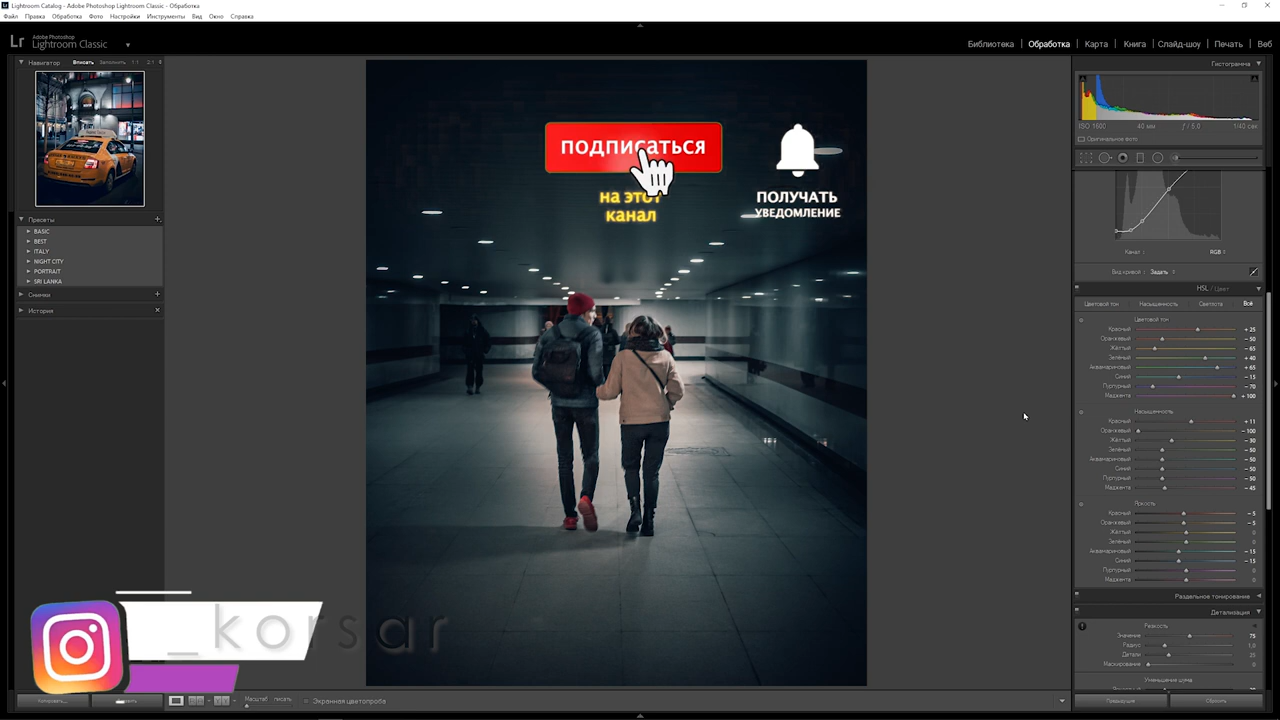 Lightroom Catalog - Adobe Photoshop Lightroom Classic - Обработка
Файл Правка Обработка Фото Настройки Инструменты Вид Окно Справка
Lr Adobe Photoshop
Lightroom Classic
Библиотека | Обработка | Карта | Книга | Слайд-шоу | Печать | Веб
Навигатор Вписать Заполнить 1:1 2:1
Гистограмма
ISO 1600 40 мм ƒ / 5,0 1/40 сек
Оригинальное фото
ПОДПИСАТЬСЯ
на этот
канал
ПОЛУЧАТЬ
УВЕДОМЛЕНИЕ
Пресеты
BASIC
BEST
ITALY
NIGHT CITY
PORTRAIT
SRI LANKA
Снимки
История
Канал: RGB
Вид кривой: Задать
HSL / Цвет
Цветовой тон Насыщенность Светлота Всё
Цветовой тон
Красный + 25
Оранжевый - 50
Жёлтый - 65
Зелёный + 40
Аквамариновый + 65
Синий - 15
Пурпурный - 70
Маджента + 100
Насыщенность
Красный + 11
Оранжевый - 100
Жёлтый - 30
Зелёный - 50
Аквамариновый - 50
Синий - 50
Пурпурный - 50
Маджента - 45
Яркость
Красный - 5
Оранжевый - 5
Жёлтый 0
Зелёный 0
Аквамариновый - 15
Синий - 15
Пурпурный 0
Маджента 0
Раздельное тонирование
Детализация
Резкость
Значение 75
Радиус 1,0
Детали 25
Маскирование 0
Уменьшение шума
_korsar
Копировать...
Масштаб
Экранная цветопроба
Предыдущие Сбросить